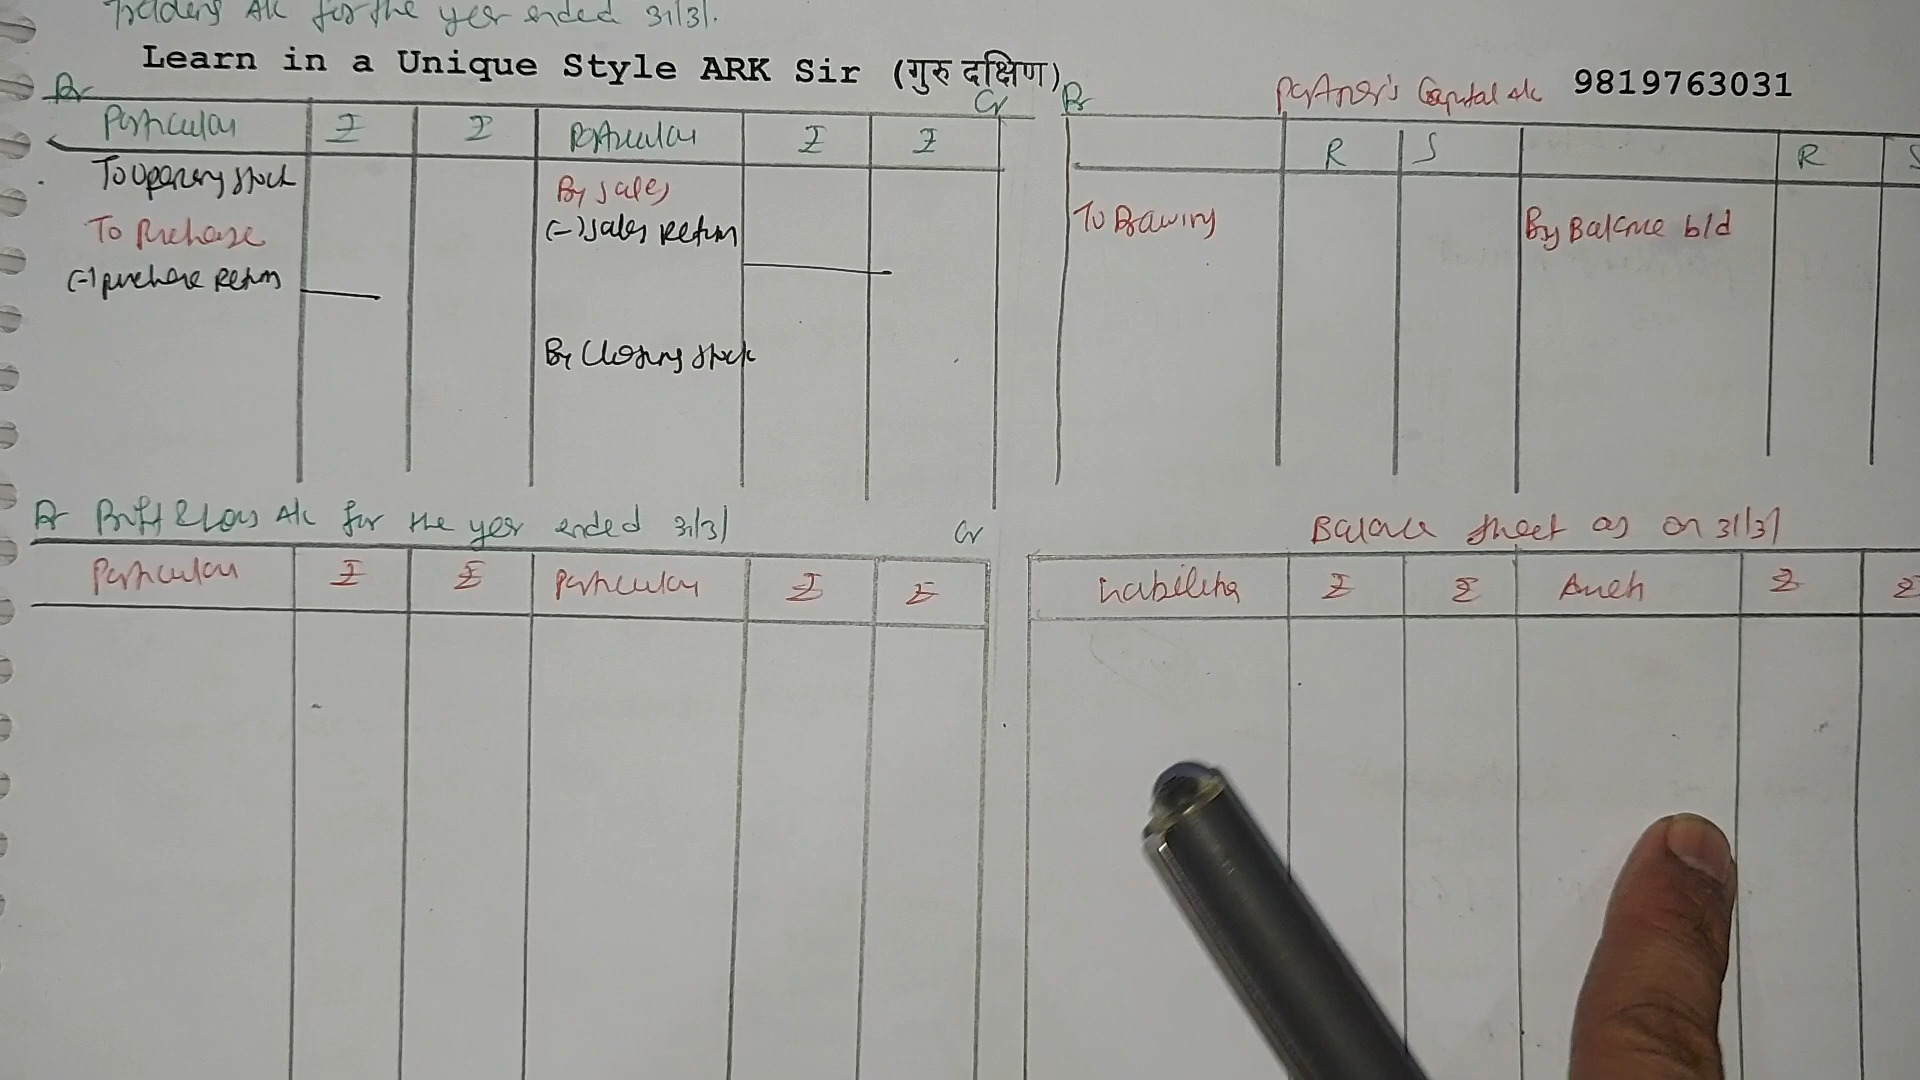 Trading A/c for the year ended 31/3/.
Learn in a Unique Style ARK Sir (गुरु दक्षिण)
Dr
Cr
Particular ₹ ₹ Particular ₹ ₹
To Opening stock
By sales
To Purchase
(-) sales Return
(-) purchase Return
By Closing stock
Partner's Capital A/c 9819763031
Dr
R S R S
To Drawing
By Balance b/d
Dr Profit & Loss A/c for the year ended 31/3/
Cr
Particular ₹ ₹ Particular ₹ ₹
Balance sheet as on 31/3/
Liabilities ₹ ₹ Assets ₹ ₹